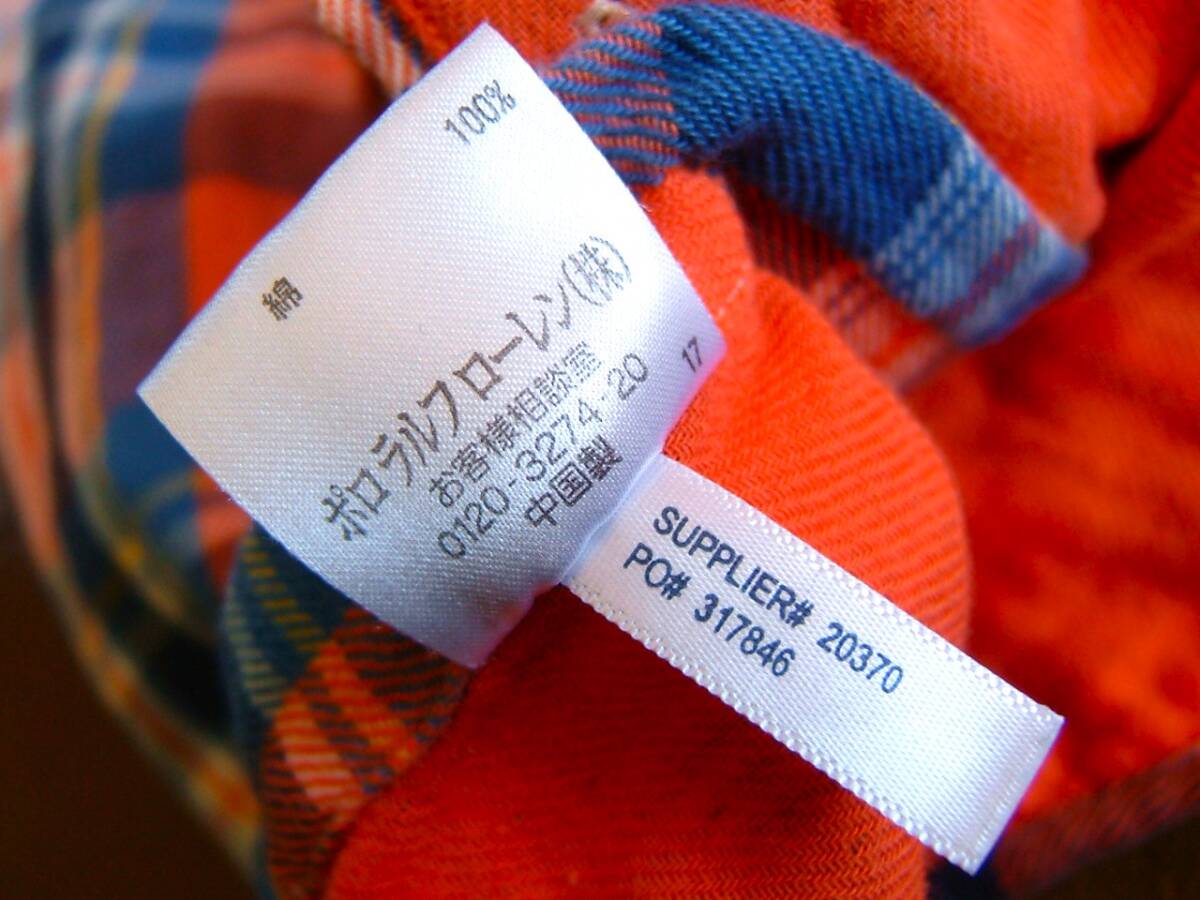 綿 100%
ポロラルフローレン(株)
お客様相談室
0120-3274-20
中国製 17
SUPPLIER# 20370
PO# 317846